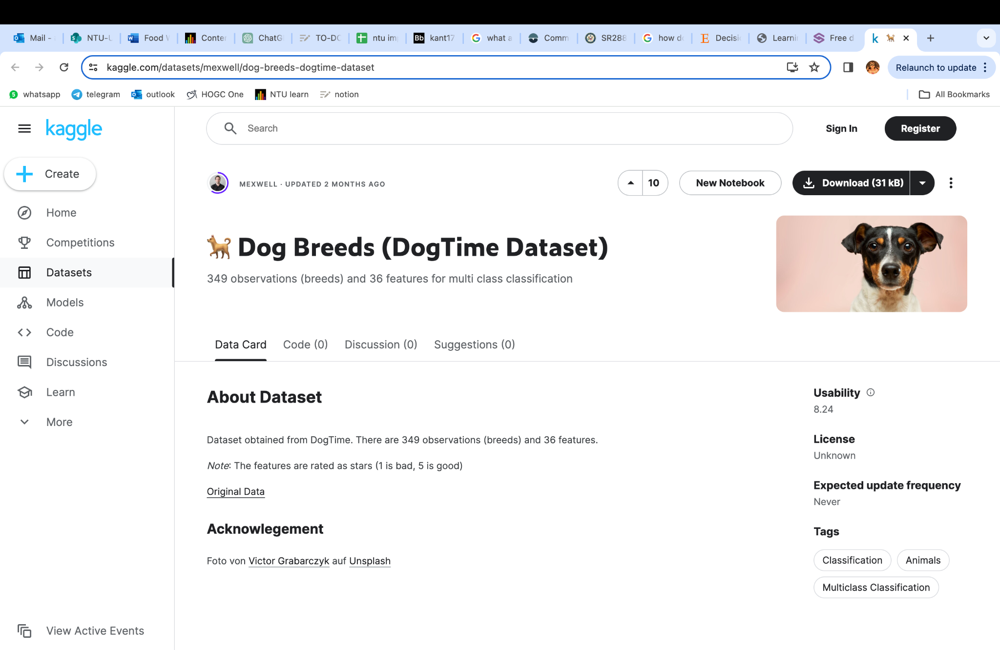 Mail -
NTU-U
Food W
Conten
ChatG
TO-DO
ntu im
Bb kant17
what a
Comm
SR288
how do
Decisi
Learni
Free d
kaggle.com/datasets/mexwell/dog-breeds-dogtime-dataset
Relaunch to update
whatsapp
telegram
outlook
HOGC One
NTU learn
notion
All Bookmarks
kaggle
Search
Sign In
Register
Create
Home
Competitions
Datasets
Models
Code
Discussions
Learn
More
View Active Events
MEXWELL · UPDATED 2 MONTHS AGO
10
New Notebook
Download (31 kB)
Dog Breeds (DogTime Dataset)
349 observations (breeds) and 36 features for multi class classification
Data Card
Code (0)
Discussion (0)
Suggestions (0)
About Dataset
Dataset obtained from DogTime. There are 349 observations (breeds) and 36 features.
Note: The features are rated as stars (1 is bad, 5 is good)
Original Data
Acknowlegement
Foto von Victor Grabarczyk auf Unsplash
Usability
8.24
License
Unknown
Expected update frequency
Never
Tags
Classification
Animals
Multiclass Classification